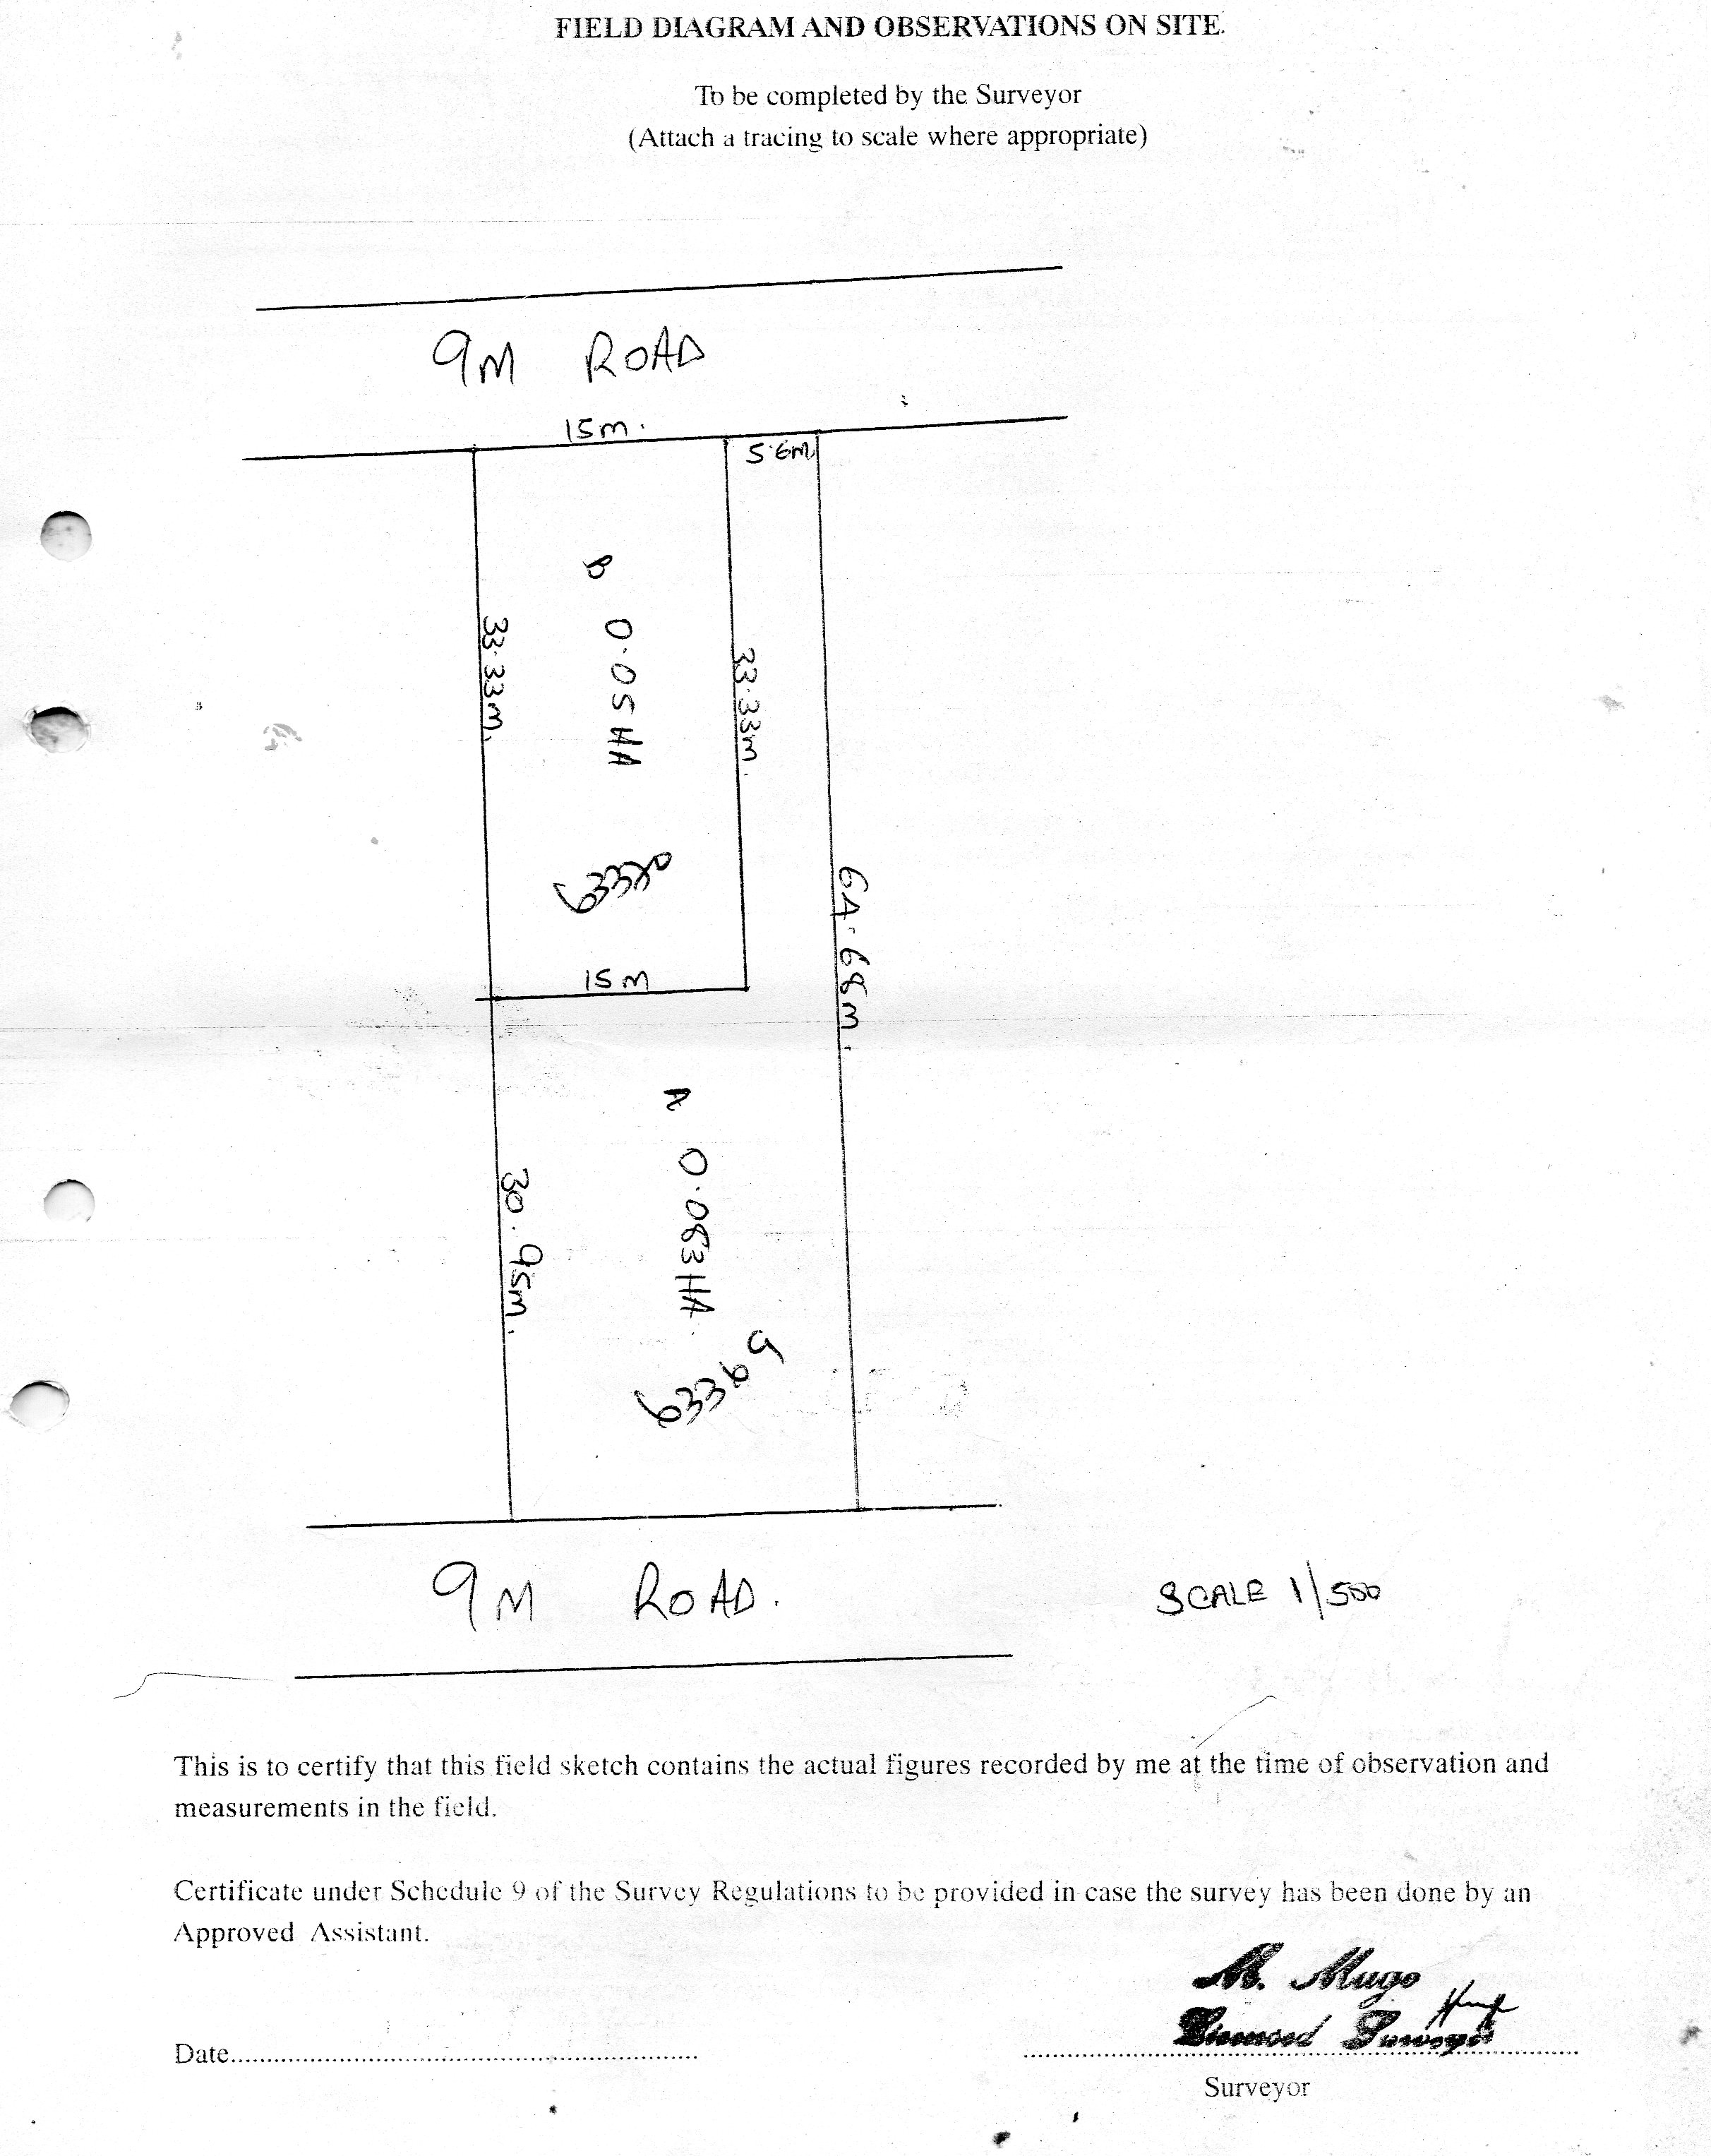 FIELD DIAGRAM AND OBSERVATIONS ON SITE.
To be completed by the Surveyor
(Attach a tracing to scale where appropriate)
9M ROAD
15m.
5.6M
B 0.05HA
33.33m.
33.33m.
15M
64.68m.
A 0.083HA
30.95m.
63369
9M ROAD.
SCALE 1/500
This is to certify that this field sketch contains the actual figures recorded by me at the time of observation and
measurements in the field.
Certificate under Schedule 9 of the Survey Regulations to be provided in case the survey has been done by an
Approved Assistant.
M. Mugo
Licensed Surveyor
Date
Surveyor